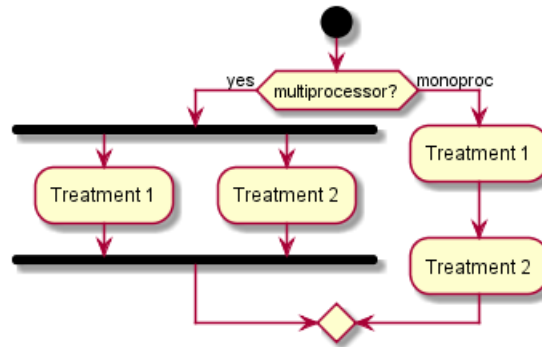 yes
multiprocessor?
monoproc
Treatment 1
Treatment 2
Treatment 1
Treatment 2